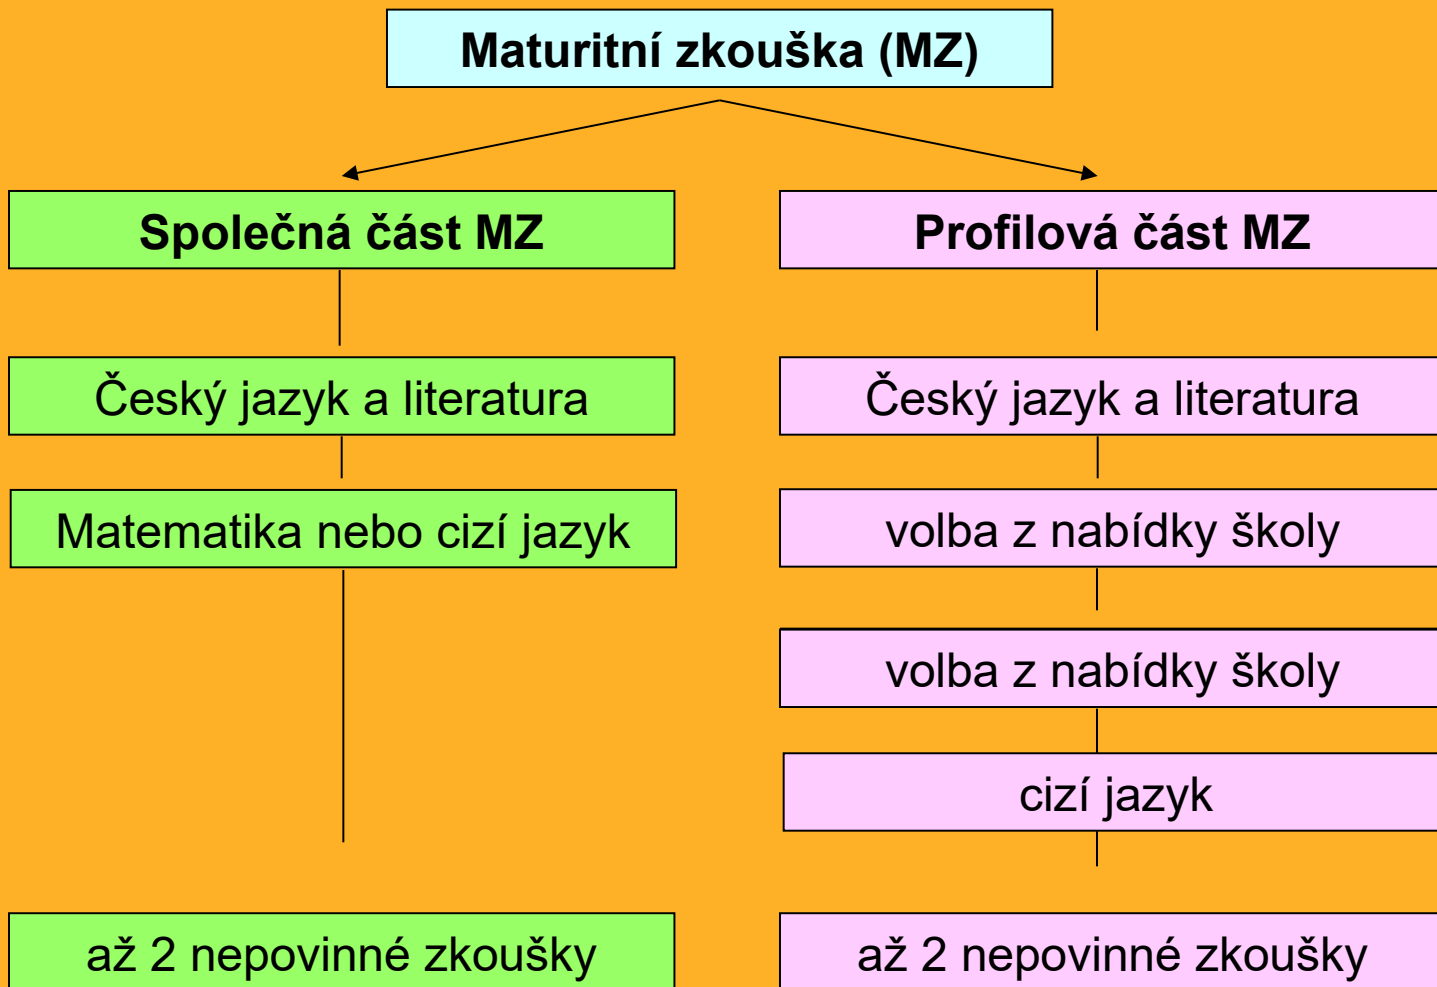 Maturitní zkouška (MZ)
Společná část MZ
Český jazyk a literatura
Matematika nebo cizí jazyk
až 2 nepovinné zkoušky
Profilová část MZ
Český jazyk a literatura
volba z nabídky školy
volba z nabídky školy
cizí jazyk
až 2 nepovinné zkoušky